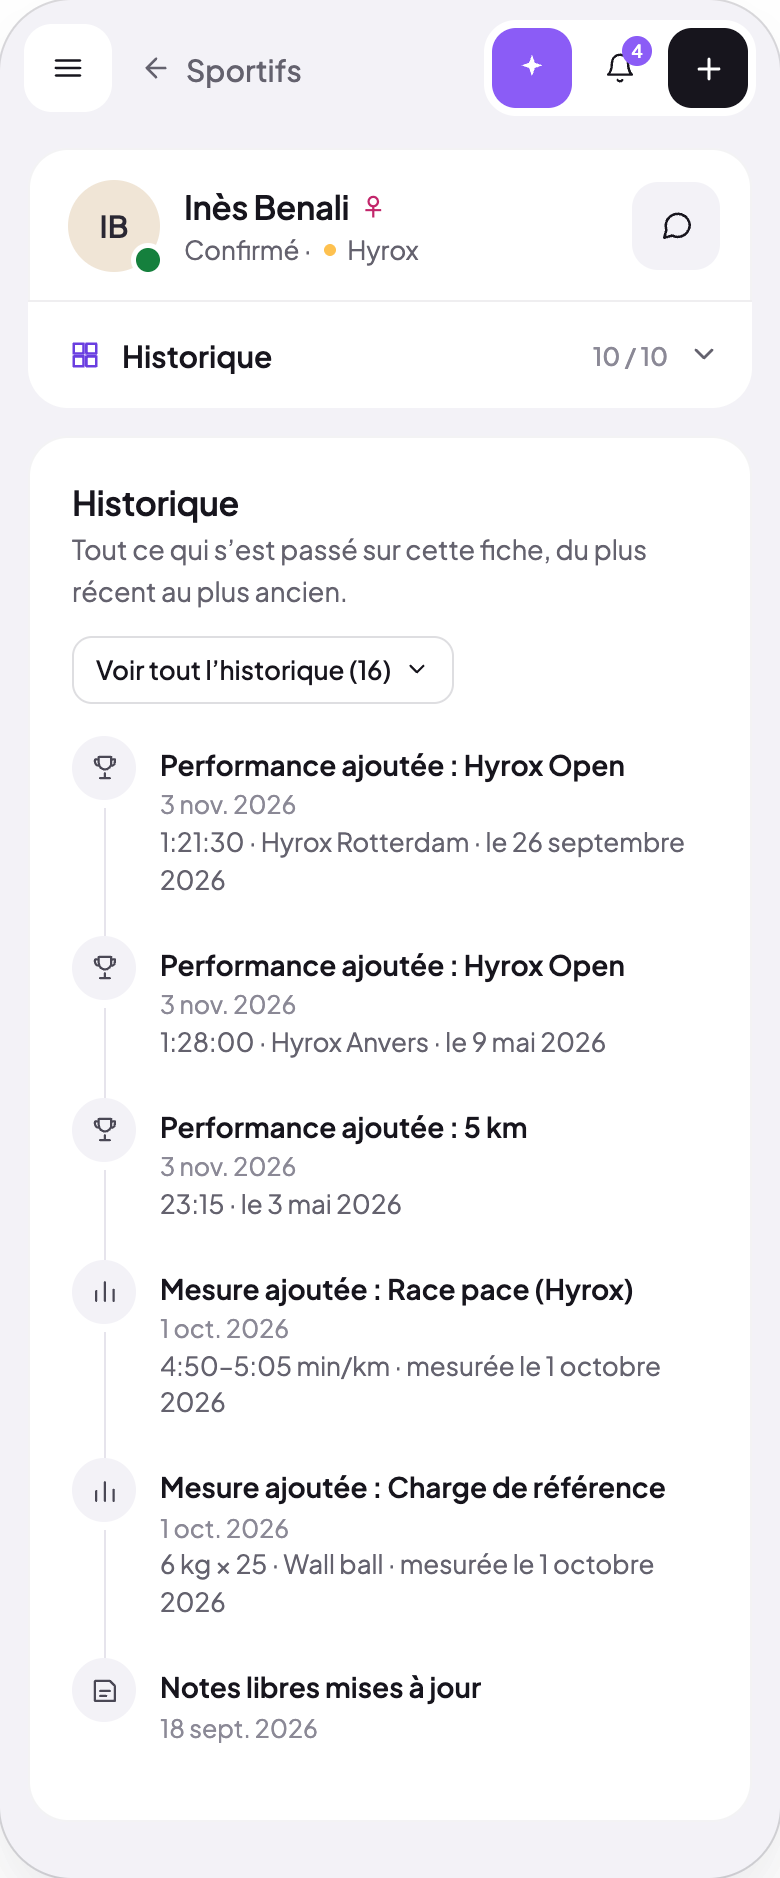 Sportifs
4
IB
Inès Benali ♀
Confirmé · Hyrox
Historique
10 / 10
Historique
Tout ce qui s’est passé sur cette fiche, du plus
récent au plus ancien.
Voir tout l’historique (16)
Performance ajoutée : Hyrox Open
3 nov. 2026
1:21:30 · Hyrox Rotterdam · le 26 septembre
2026
Performance ajoutée : Hyrox Open
3 nov. 2026
1:28:00 · Hyrox Anvers · le 9 mai 2026
Performance ajoutée : 5 km
3 nov. 2026
23:15 · le 3 mai 2026
Mesure ajoutée : Race pace (Hyrox)
1 oct. 2026
4:50–5:05 min/km · mesurée le 1 octobre
2026
Mesure ajoutée : Charge de référence
1 oct. 2026
6 kg × 25 · Wall ball · mesurée le 1 octobre
2026
Notes libres mises à jour
18 sept. 2026